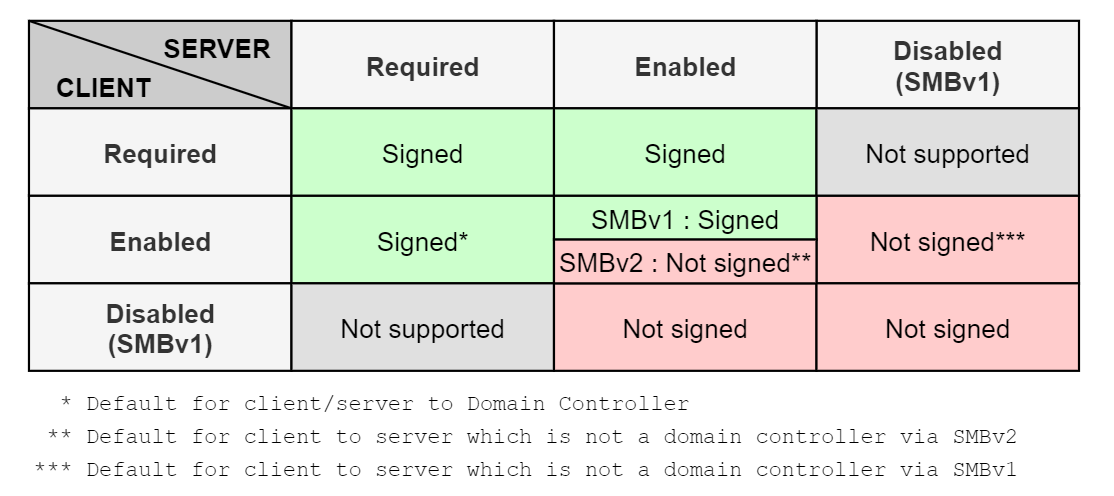 SERVER
CLIENT
Required
Enabled
Disabled
(SMBv1)
Required
Signed
Signed
Not supported
Enabled
Signed*
SMBv1 : Signed
SMBv2 : Not signed**
Not signed***
Disabled
(SMBv1)
Not supported
Not signed
Not signed
* Default for client/server to Domain Controller
** Default for client to server which is not a domain controller via SMBv2
*** Default for client to server which is not a domain controller via SMBv1